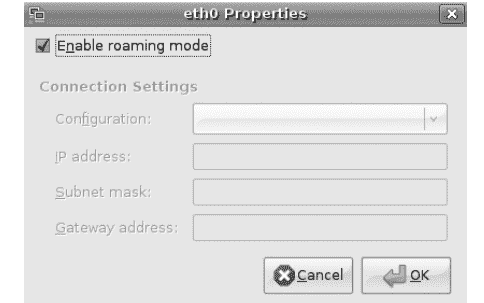 eth0 Properties
Enable roaming mode
Connection Settings
Configuration:
IP address:
Subnet mask:
Gateway address:
Cancel
OK